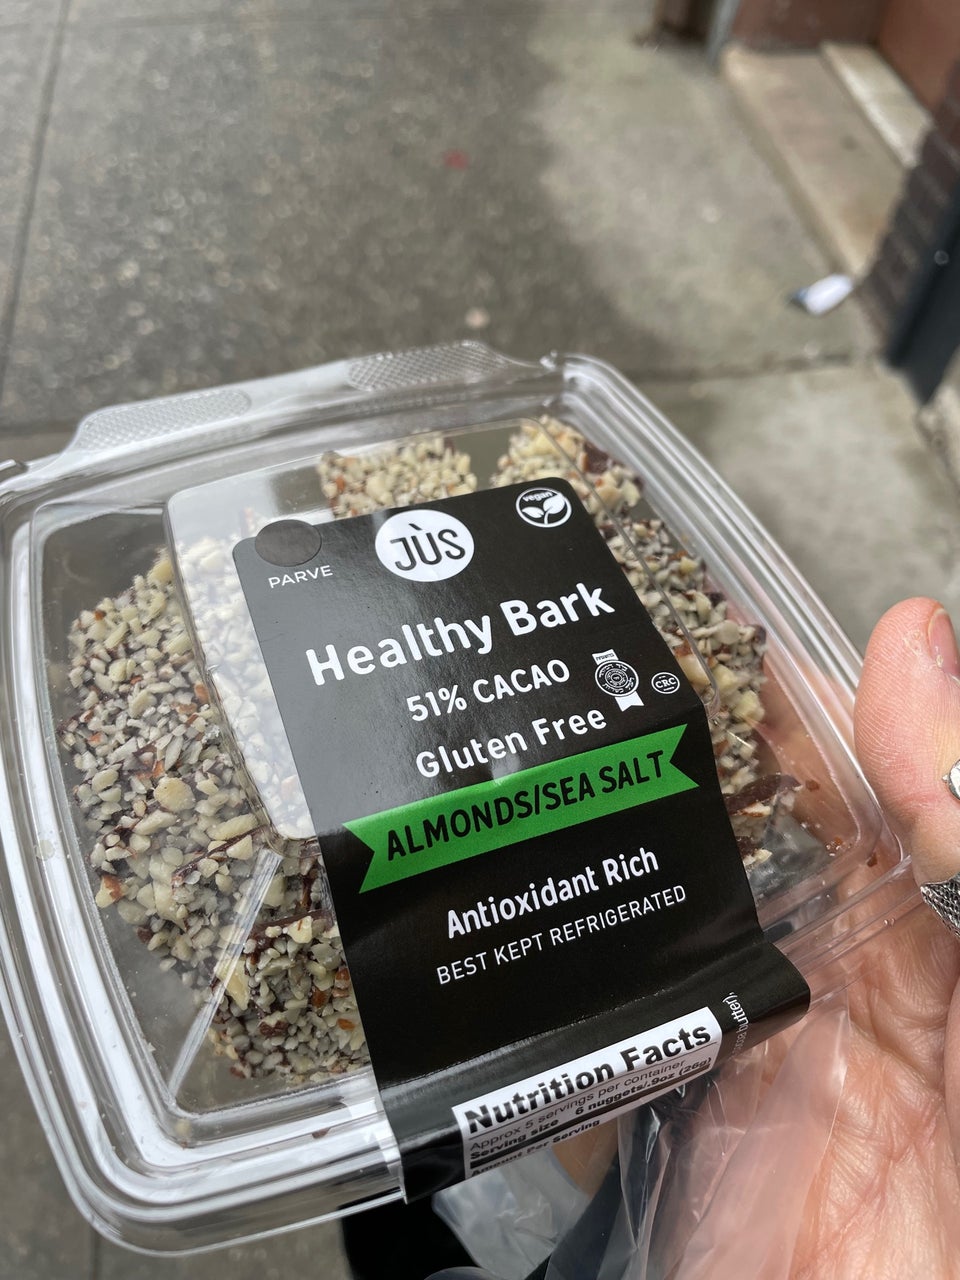 PARVE
JÙS
vegan
Healthy Bark
51% CACAO
CRC
Gluten Free
ALMONDS/SEA SALT
Antioxidant Rich
BEST KEPT REFRIGERATED
Nutrition Facts
Approx 5 servings per container
Serving size 6 nuggets/.9oz (26g)
Amount Per Serving